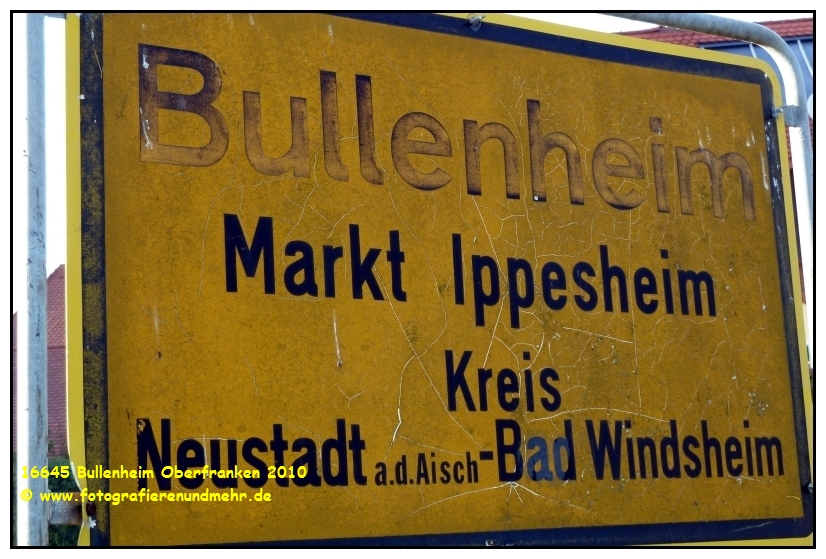 Bullenheim
Markt Ippesheim
Kreis
Neustadt a.d.Aisch-Bad Windsheim
16645 Bullenheim Oberfranken 2010
© www.fotografierenundmehr.de